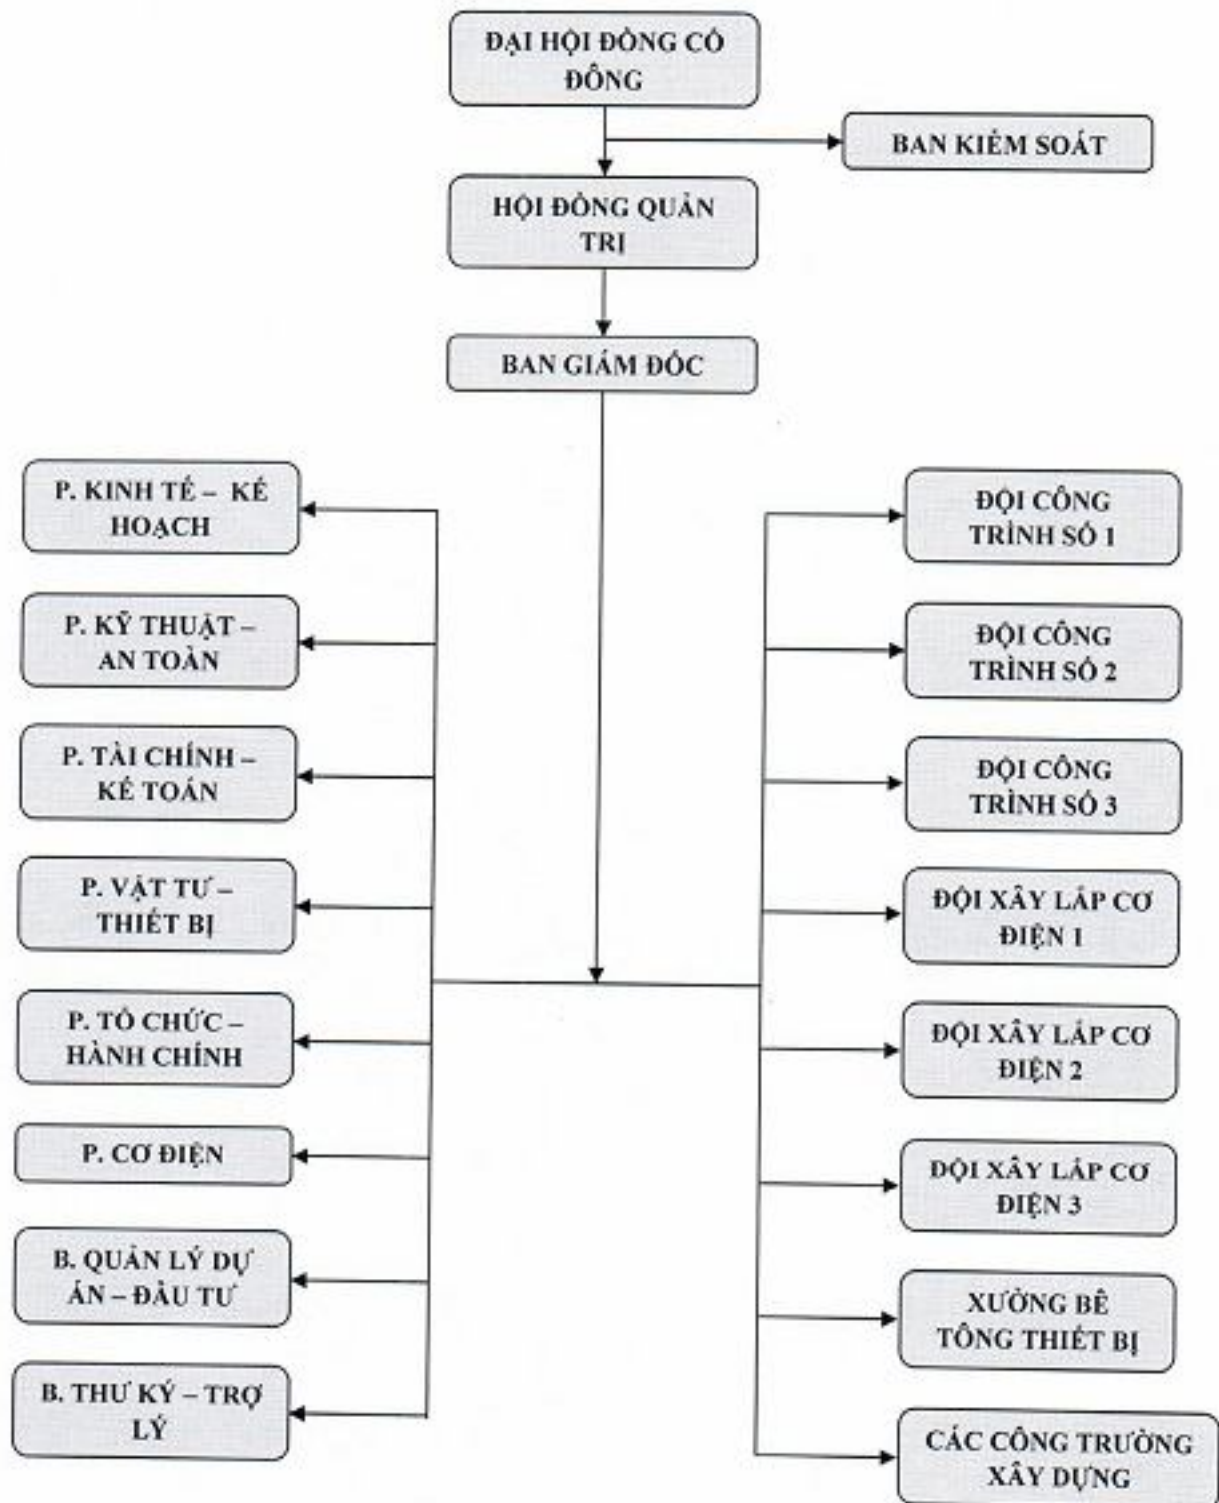 ĐẠI HỘI ĐỒNG CỔ
ĐÔNG
BAN KIỂM SOÁT
HỘI ĐỒNG QUẢN
TRỊ
BAN GIÁM ĐỐC
P. KINH TẾ – KẾ
HOẠCH
P. KỸ THUẬT –
AN TOÀN
P. TÀI CHÍNH –
KẾ TOÁN
P. VẬT TƯ –
THIẾT BỊ
P. TỔ CHỨC –
HÀNH CHÍNH
P. CƠ ĐIỆN
B. QUẢN LÝ DỰ
ÁN – ĐẦU TƯ
B. THƯ KÝ – TRỢ
LÝ
ĐỘI CÔNG
TRÌNH SỐ 1
ĐỘI CÔNG
TRÌNH SỐ 2
ĐỘI CÔNG
TRÌNH SỐ 3
ĐỘI XÂY LẮP CƠ
ĐIỆN 1
ĐỘI XÂY LẮP CƠ
ĐIỆN 2
ĐỘI XÂY LẮP CƠ
ĐIỆN 3
XƯỞNG BÊ
TÔNG THIẾT BỊ
CÁC CÔNG TRƯỜNG
XÂY DỰNG